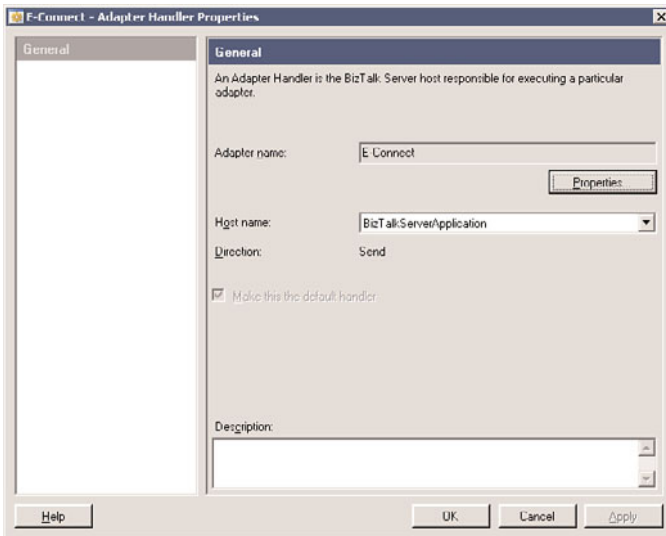 E-Connect - Adapter Handler Properties
General
General
An Adapter Handler is the BizTalk Server host responsible for executing a particular
adapter.
Adapter name:
E-Connect
Properties
Host name:
BizTalkServerApplication
Direction:
Send
Make this the default handler
Description:
Help
OK
Cancel
Apply